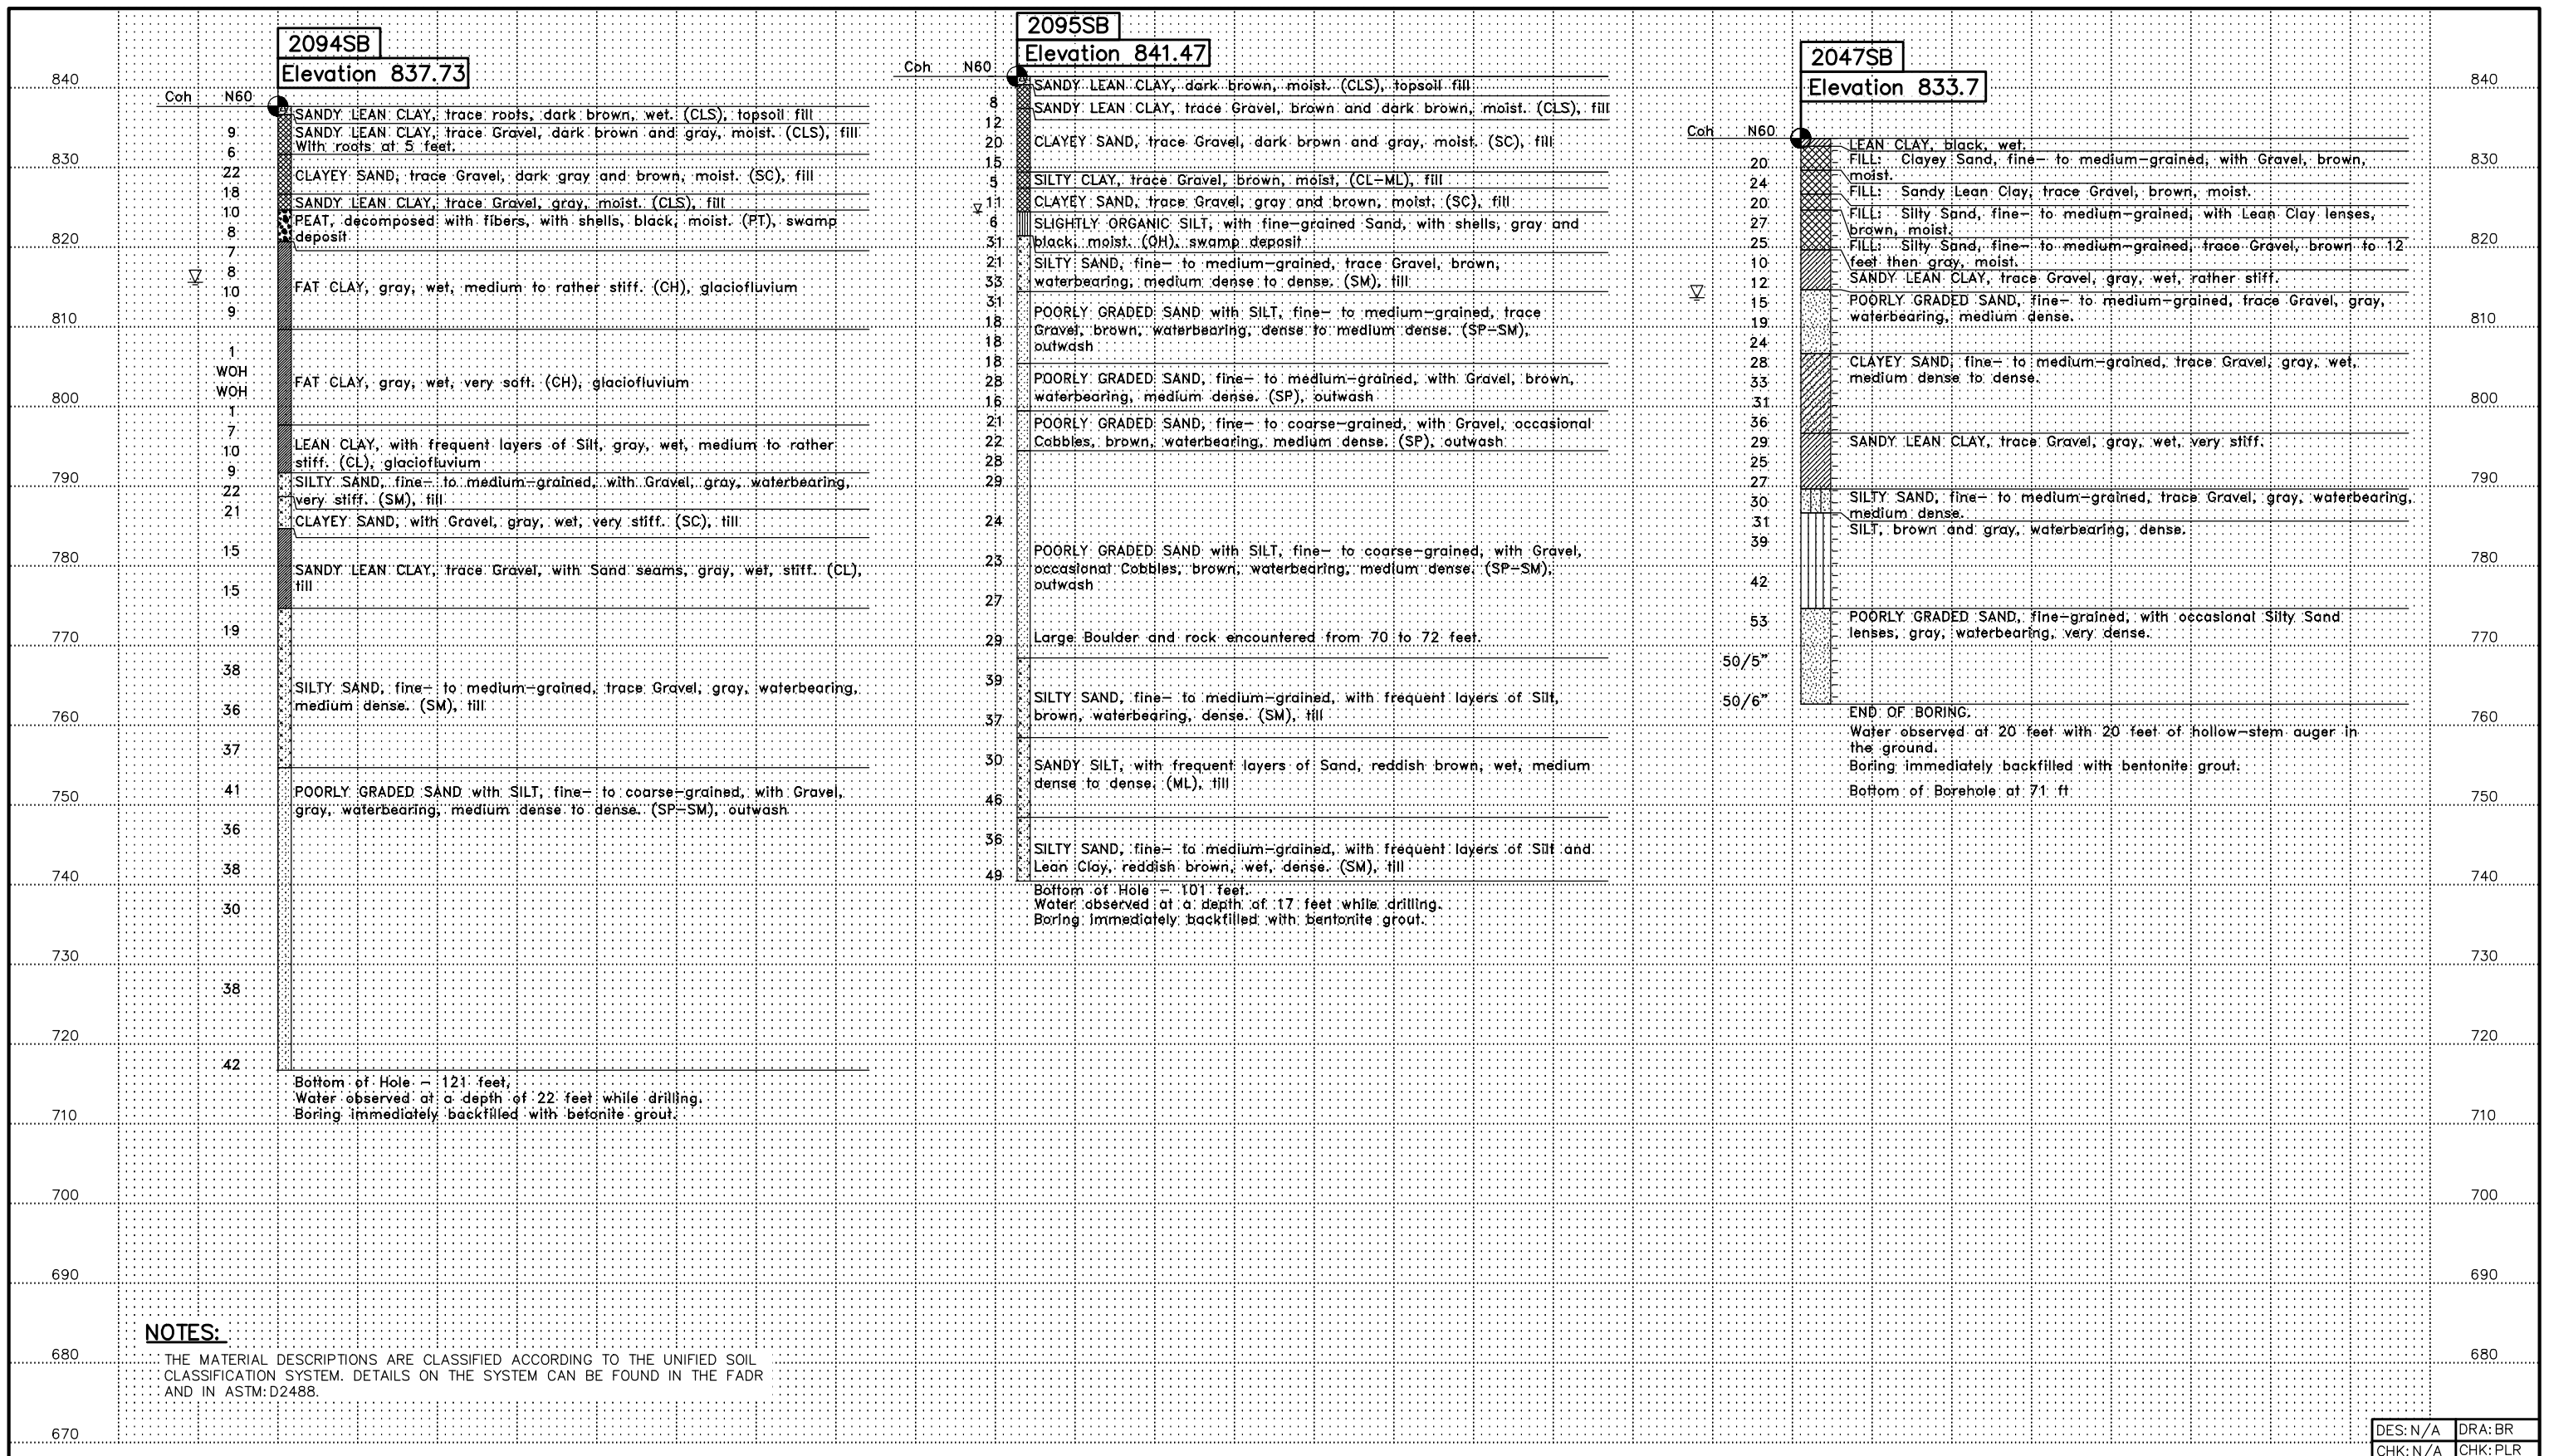 2094SB
Elevation 837.73
Coh N60
SANDY LEAN CLAY, trace roots, dark brown, wet. (CLS), topsoil fill
SANDY LEAN CLAY, trace Gravel, dark brown and gray, moist. (CLS), fill
With roots at 5 feet.
CLAYEY SAND, trace Gravel, dark gray and brown, moist. (SC), fill
SANDY LEAN CLAY, trace Gravel, gray, moist. (CLS), fill
PEAT, decomposed with fibers, with shells, black, moist. (PT), swamp
deposit
FAT CLAY, gray, wet, medium to rather stiff. (CH), glaciofluvium
FAT CLAY, gray, wet, very soft. (CH), glaciofluvium
LEAN CLAY, with frequent layers of Silt, gray, wet, medium to rather
stiff. (CL), glaciofluvium
SILTY SAND, fine- to medium-grained, with Gravel, gray, waterbearing,
very stiff. (SM), till
CLAYEY SAND, with Gravel, gray, wet, very stiff. (SC), till
SANDY LEAN CLAY, trace Gravel, with Sand seams, gray, wet, stiff. (CL),
till
SILTY SAND, fine- to medium-grained, trace Gravel, gray, waterbearing,
medium dense. (SM), till
POORLY GRADED SAND with SILT, fine- to coarse-grained, with Gravel,
gray, waterbearing, medium dense to dense. (SP-SM), outwash
Bottom of Hole - 121 feet,
Water observed at a depth of 22 feet while drilling.
Boring immediately backfilled with betonite grout.
9
6
22
18
10
8
7
8
10
9
1
WOH
WOH
1
7
10
9
22
21
15
15
19
38
36
37
41
36
38
30
38
42
2095SB
Elevation 841.47
Coh N60
SANDY LEAN CLAY, dark brown, moist. (CLS), topsoil fill
SANDY LEAN CLAY, trace Gravel, brown and dark brown, moist. (CLS), fill
CLAYEY SAND, trace Gravel, dark brown and gray, moist. (SC), fill
SILTY CLAY, trace Gravel, brown, moist, (CL-ML), fill
CLAYEY SAND, trace Gravel, gray and brown, moist. (SC), fill
SLIGHTLY ORGANIC SILT, with fine-grained Sand, with shells, gray and
black, moist. (OH), swamp deposit
SILTY SAND, fine- to medium-grained, trace Gravel, brown,
waterbearing, medium dense to dense. (SM), till
POORLY GRADED SAND with SILT, fine- to medium-grained, trace
Gravel, brown, waterbearing, dense to medium dense. (SP-SM),
outwash
POORLY GRADED SAND, fine- to medium-grained, with Gravel, brown,
waterbearing, medium dense. (SP), outwash
POORLY GRADED SAND, fine- to coarse-grained, with Gravel, occasional
Cobbles, brown, waterbearing, medium dense. (SP), outwash
POORLY GRADED SAND with SILT, fine- to coarse-grained, with Gravel,
occasional Cobbles, brown, waterbearing, medium dense. (SP-SM),
outwash
Large Boulder and rock encountered from 70 to 72 feet.
SILTY SAND, fine- to medium-grained, with frequent layers of Silt,
brown, waterbearing, dense. (SM), till
SANDY SILT, with frequent layers of Sand, reddish brown, wet, medium
dense to dense. (ML), till
SILTY SAND, fine- to medium-grained, with frequent layers of Silt and
Lean Clay, reddish brown, wet, dense. (SM), till
Bottom of Hole - 101 feet.
Water observed at a depth of 17 feet while drilling.
Boring immediately backfilled with bentonite grout.
8
12
20
15
5
11
6
31
21
33
31
18
18
18
28
16
21
22
28
29
24
23
27
29
39
37
30
46
36
49
2047SB
Elevation 833.7
Coh N60
LEAN CLAY, black, wet.
FILL: Clayey Sand, fine- to medium-grained, with Gravel, brown,
moist.
FILL: Sandy Lean Clay, trace Gravel, brown, moist.
FILL: Silty Sand, fine- to medium-grained, with Lean Clay lenses,
brown, moist.
FILL: Silty Sand, fine- to medium-grained, trace Gravel, brown to 12
feet then gray, moist.
SANDY LEAN CLAY, trace Gravel, gray, wet, rather stiff.
POORLY GRADED SAND, fine- to medium-grained, trace Gravel, gray,
waterbearing, medium dense.
CLAYEY SAND, fine- to medium-grained, trace Gravel, gray, wet,
medium dense to dense.
SANDY LEAN CLAY, trace Gravel, gray, wet, very stiff.
SILTY SAND, fine- to medium-grained, trace Gravel, gray, waterbearing,
medium dense.
SILT, brown and gray, waterbearing, dense.
POORLY GRADED SAND, fine-grained, with occasional Silty Sand
lenses, gray, waterbearing, very dense.
END OF BORING.
Water observed at 20 feet with 20 feet of hollow-stem auger in
the ground.
Boring immediately backfilled with bentonite grout.
Bottom of Borehole at 71 ft
20
24
20
27
25
10
12
15
19
24
28
33
31
36
29
25
27
30
31
39
42
53
50/5"
50/6"
840
830
820
810
800
790
780
770
760
750
740
730
720
710
700
690
680
670
840
830
820
810
800
790
780
770
760
750
740
730
720
710
700
690
680
670
NOTES:
THE MATERIAL DESCRIPTIONS ARE CLASSIFIED ACCORDING TO THE UNIFIED SOIL
CLASSIFICATION SYSTEM. DETAILS ON THE SYSTEM CAN BE FOUND IN THE FADR
AND IN ASTM:D2488.
DES: N/A DRA: BR
CHK: N/A CHK: PLR